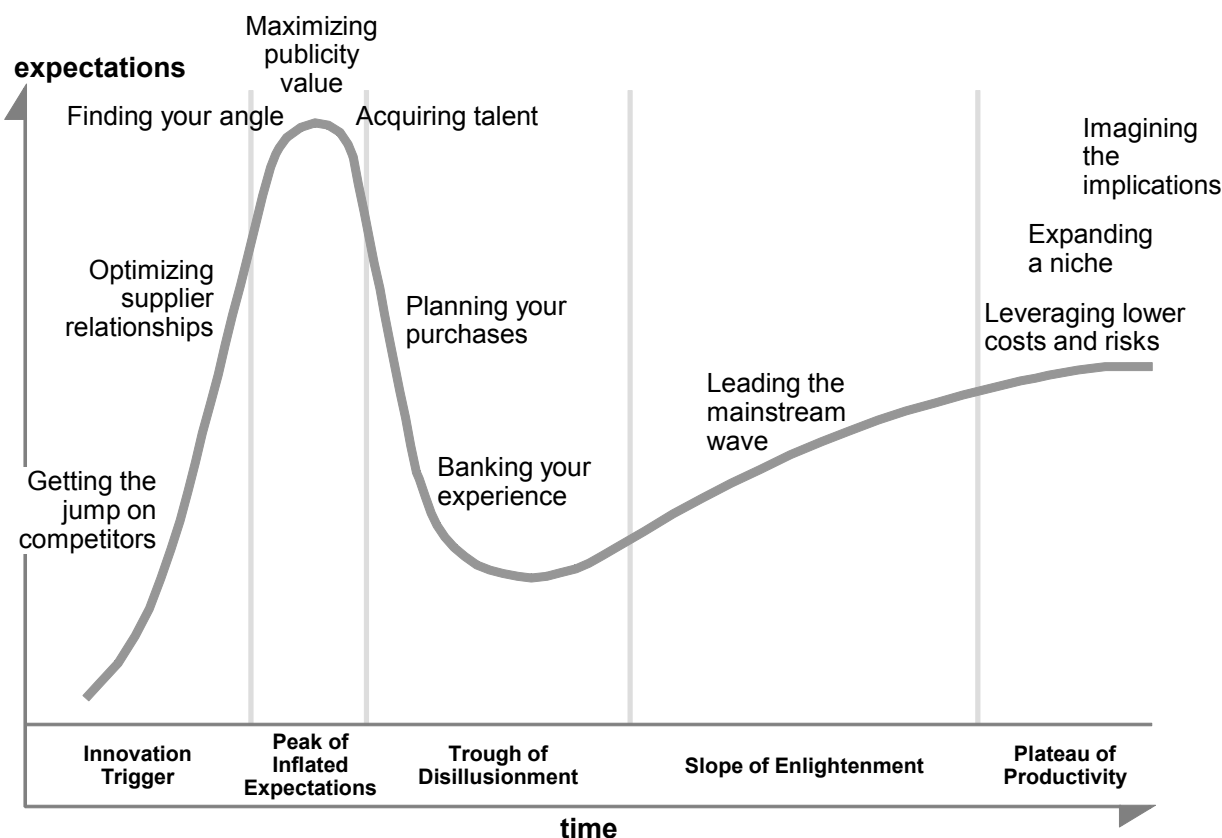 Maximizing
publicity
value
expectations
Finding your angle
Acquiring talent
Imagining
the
implications
Expanding
a niche
Optimizing
supplier
relationships
Planning your
purchases
Leveraging lower
costs and risks
Leading the
mainstream
wave
Getting the
jump on
competitors
Banking your
experience
Innovation
Trigger
Peak of
Inflated
Expectations
Trough of
Disillusionment
Slope of Enlightenment
Plateau of
Productivity
time